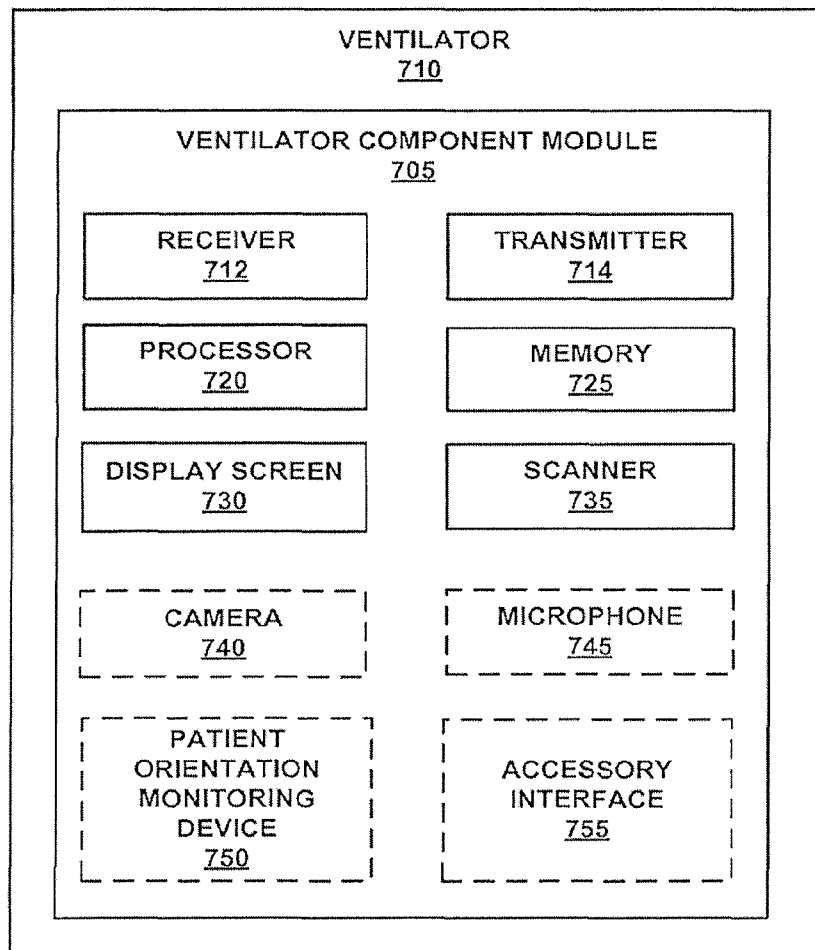 VENTILATOR
710
VENTILATOR COMPONENT MODULE
705
RECEIVER
712
TRANSMITTER
714
PROCESSOR
720
MEMORY
725
DISPLAY SCREEN
730
SCANNER
735
CAMERA
740
MICROPHONE
745
PATIENT
ORIENTATION
MONITORING
DEVICE
750
ACCESSORY
INTERFACE
755